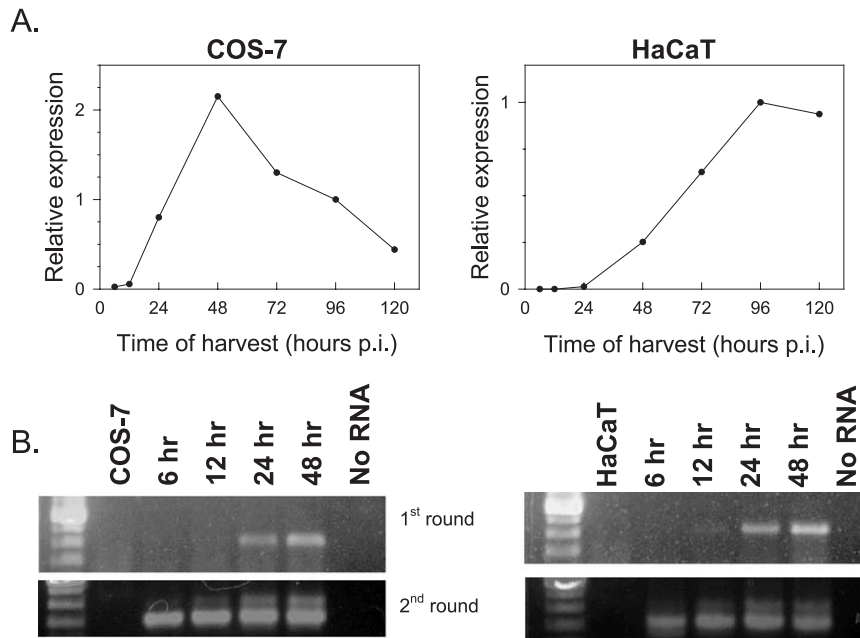 A.
COS-7
HaCaT
Relative expression
2
1
0
0 24 48 72 96 120
Time of harvest (hours p.i.)
Relative expression
1
0
0 24 48 72 96 120
Time of harvest (hours p.i.)
B.
COS-7
6 hr
12 hr
24 hr
48 hr
No RNA
HaCaT
6 hr
12 hr
24 hr
48 hr
No RNA
1st round
2nd round